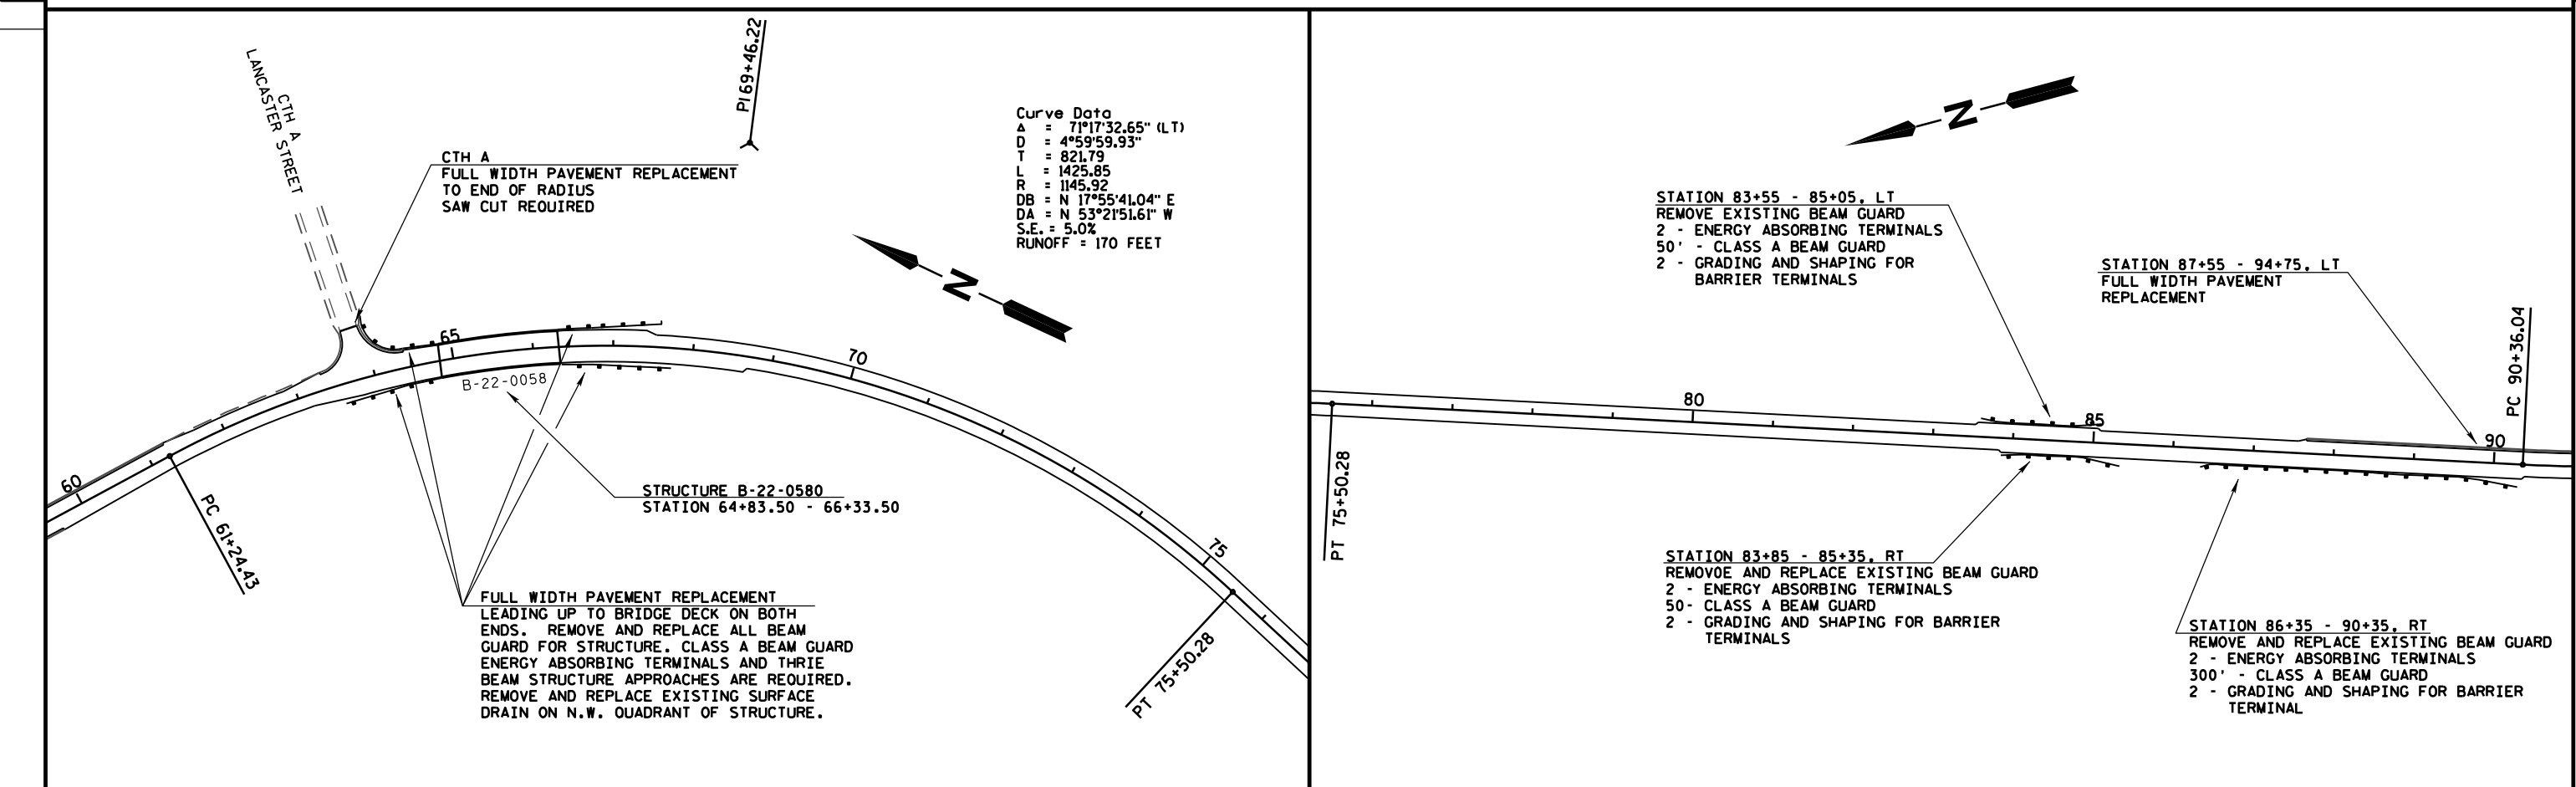 LANCASTER STREET
CTH A
PI 69+46.22
CTH A
FULL WIDTH PAVEMENT REPLACEMENT
TO END OF RADIUS
SAW CUT REQUIRED
Curve Data
Δ = 71°17'32.65" (LT)
D = 4°59'59.93"
T = 821.79
L = 1425.85
R = 1145.92
DB = N 17°55'41.04" E
DA = N 53°21'51.61" W
S.E. = 5.0%
RUNOFF = 170 FEET
N
60
65
70
75
B-22-0058
PC 61+24.43
STRUCTURE B-22-0580
STATION 64+83.50 - 66+33.50
FULL WIDTH PAVEMENT REPLACEMENT
LEADING UP TO BRIDGE DECK ON BOTH
ENDS. REMOVE AND REPLACE ALL BEAM
GUARD FOR STRUCTURE. CLASS A BEAM GUARD
ENERGY ABSORBING TERMINALS AND THRIE
BEAM STRUCTURE APPROACHES ARE REQUIRED.
REMOVE AND REPLACE EXISTING SURFACE
DRAIN ON N.W. QUADRANT OF STRUCTURE.
PT 75+50.28
N
STATION 83+55 - 85+05, LT
REMOVE EXISTING BEAM GUARD
2 - ENERGY ABSORBING TERMINALS
50' - CLASS A BEAM GUARD
2 - GRADING AND SHAPING FOR
BARRIER TERMINALS
STATION 87+55 - 94+75, LT
FULL WIDTH PAVEMENT
REPLACEMENT
PC 90+36.04
80
85
90
PT 75+50.28
STATION 83+85 - 85+35, RT
REMOVOE AND REPLACE EXISTING BEAM GUARD
2 - ENERGY ABSORBING TERMINALS
50- CLASS A BEAM GUARD
2 - GRADING AND SHAPING FOR BARRIER
TERMINALS
STATION 86+35 - 90+35, RT
REMOVE AND REPLACE EXISTING BEAM GUARD
2 - ENERGY ABSORBING TERMINALS
300' - CLASS A BEAM GUARD
2 - GRADING AND SHAPING FOR BARRIER
TERMINAL